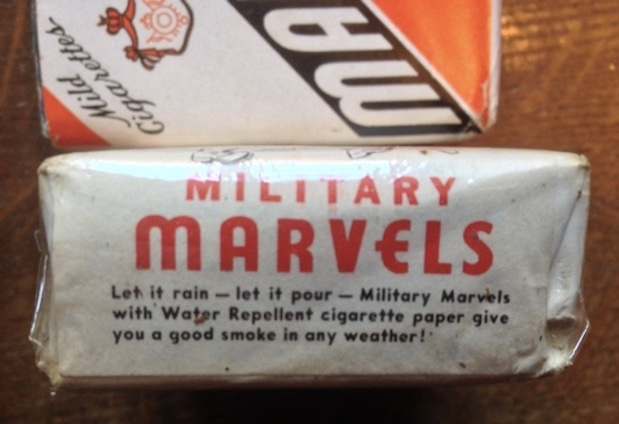 Mild
Cigarettes
MA
MILITARY
MARVELS
Let it rain — let it pour — Military Marvels
with Water Repellent cigarette paper give
you a good smoke in any weather!